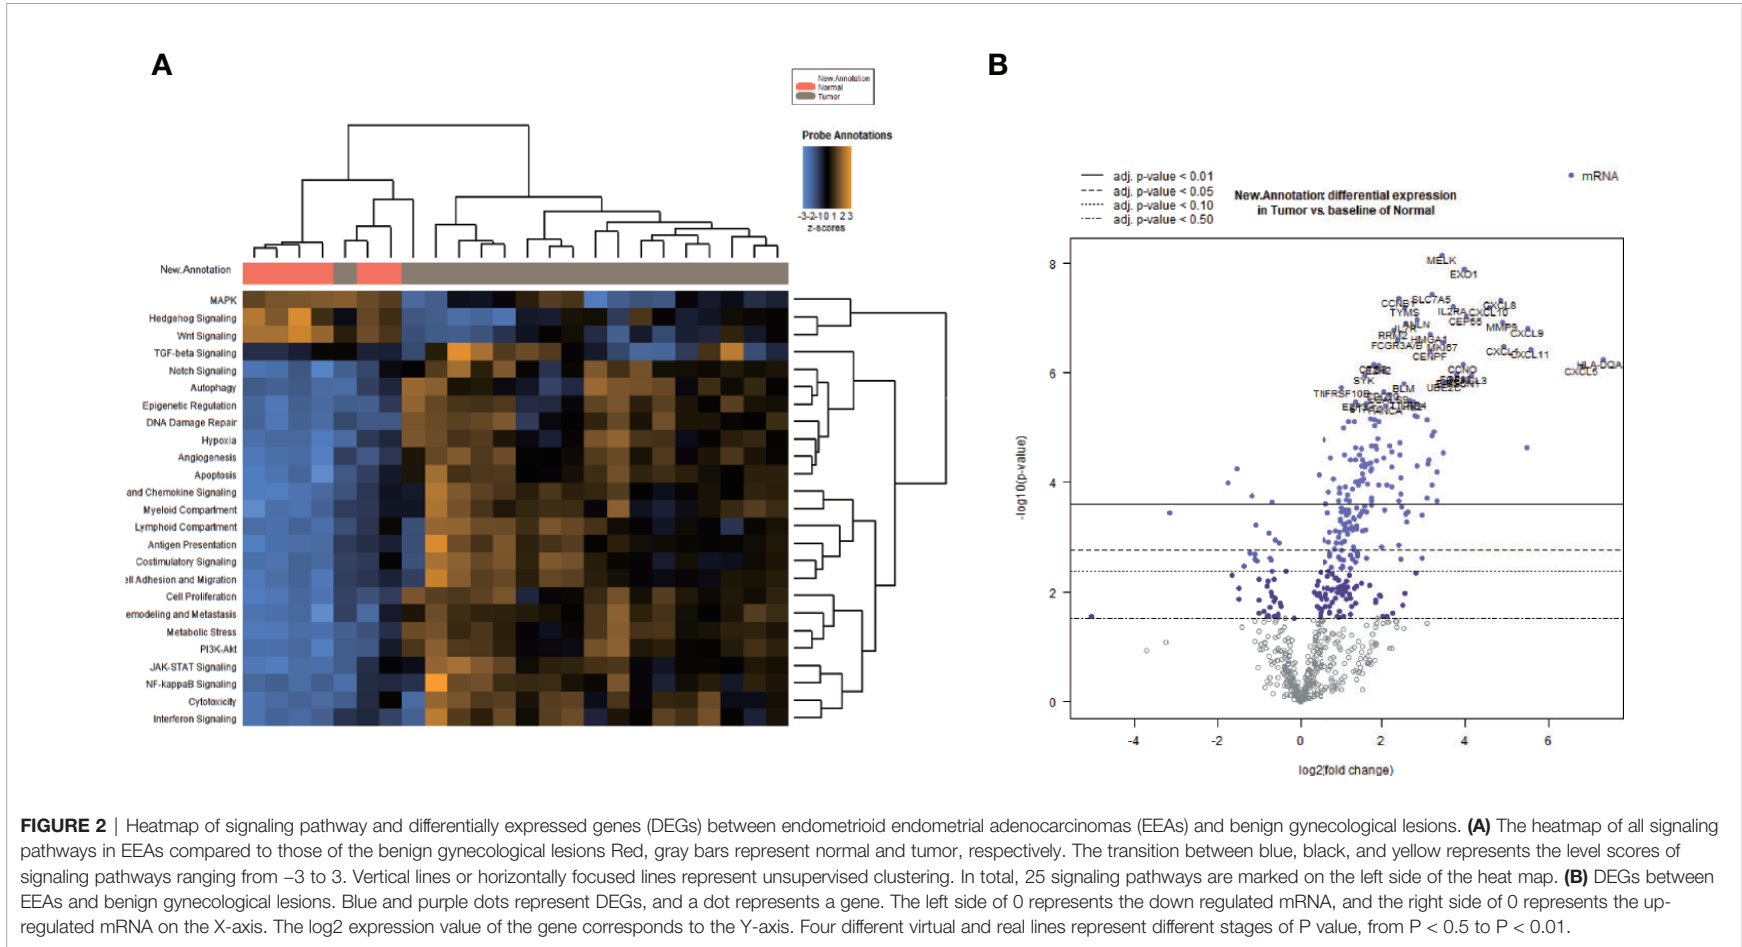 A
B
New.Annotation
Normal
Tumor
Probe Annotations
-3-2-10 1 2 3
z-scores
New.Annotation
MAPK
Hedgehog Signaling
Wnt Signaling
TGF-beta Signaling
Notch Signaling
Autophagy
Epigenetic Regulation
DNA Damage Repair
Hypoxia
Angiogenesis
Apoptosis
and Chemokine Signaling
Myeloid Compartment
Lymphoid Compartment
Antigen Presentation
Costimulatory Signaling
ell Adhesion and Migration
Cell Proliferation
emodeling and Metastasis
Metabolic Stress
PI3K-Akt
JAK-STAT Signaling
NF-kappaB Signaling
Cytotoxicity
Interferon Signaling
adj. p-value < 0.01
adj. p-value < 0.05
adj. p-value < 0.10
adj. p-value < 0.50
mRNA
New.Annotation: differential expression
in Tumor vs. baseline of Normal
MELK
EXO1
SLC7A5
CCNB1
CXCL8
TYMS
IL2RA
CXCL10
CEP55
MMP9
CXCL9
RRM2
HMGA1
FCGR3A/B
MKI67
CENPF
CXCL11
HLA-DQA
CXCL5
CCNO
SYK
BLM
UBE2C
TNFRSF10B
8
6
4
2
0
-log10(p-value)
-4
-2
0
2
4
6
log2(fold change)
FIGURE 2 | Heatmap of signaling pathway and differentially expressed genes (DEGs) between endometrioid endometrial adenocarcinomas (EEAs) and benign gynecological lesions. (A) The heatmap of all signaling
pathways in EEAs compared to those of the benign gynecological lesions Red, gray bars represent normal and tumor, respectively. The transition between blue, black, and yellow represents the level scores of
signaling pathways ranging from −3 to 3. Vertical lines or horizontally focused lines represent unsupervised clustering. In total, 25 signaling pathways are marked on the left side of the heat map. (B) DEGs between
EEAs and benign gynecological lesions. Blue and purple dots represent DEGs, and a dot represents a gene. The left side of 0 represents the down regulated mRNA, and the right side of 0 represents the up-
regulated mRNA on the X-axis. The log2 expression value of the gene corresponds to the Y-axis. Four different virtual and real lines represent different stages of P value, from P < 0.5 to P < 0.01.